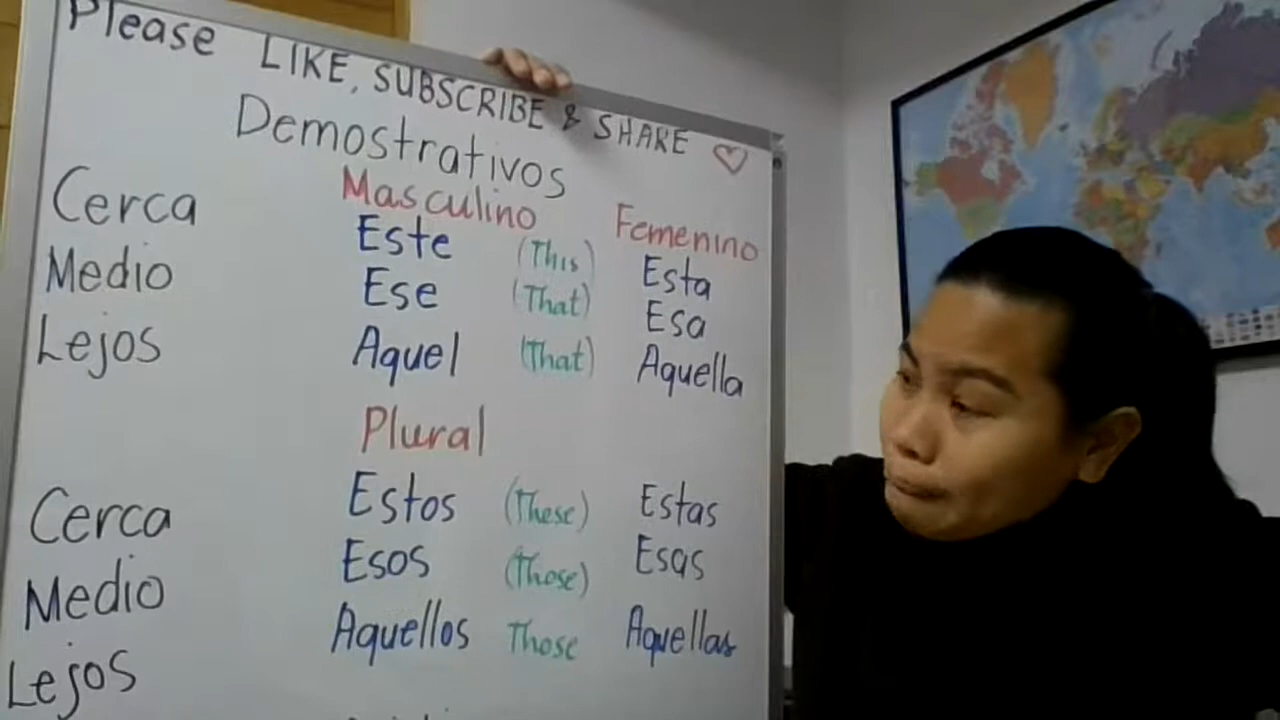 Please LIKE, SUBSCRIBE & SHARE ♡
Demostrativos
Masculino Femenino
Cerca Este (This) Esta
Medio Ese (That) Esa
Lejos Aquel (That) Aquella
Plural
Cerca Estos (These) Estas
Medio Esos (Those) Esas
Lejos Aquellos Those Aquellas